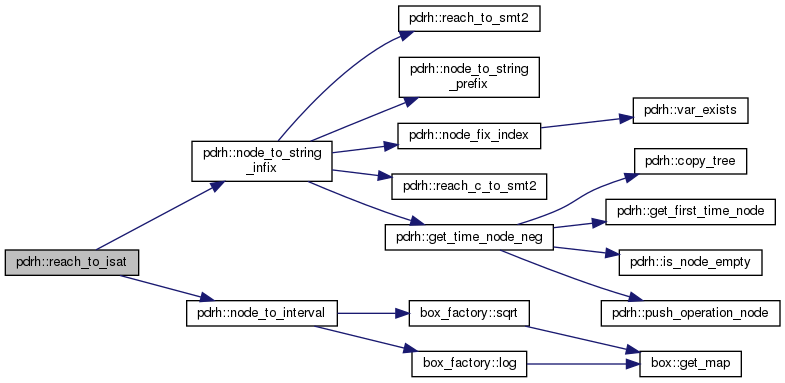 pdrh::reach_to_smt2
pdrh::node_to_string
_prefix
pdrh::var_exists
pdrh::node_fix_index
pdrh::node_to_string
_infix
pdrh::copy_tree
pdrh::reach_c_to_smt2
pdrh::get_first_time_node
pdrh::get_time_node_neg
pdrh::reach_to_isat
pdrh::is_node_empty
pdrh::node_to_interval
box_factory::sqrt
pdrh::push_operation_node
box_factory::log
box::get_map